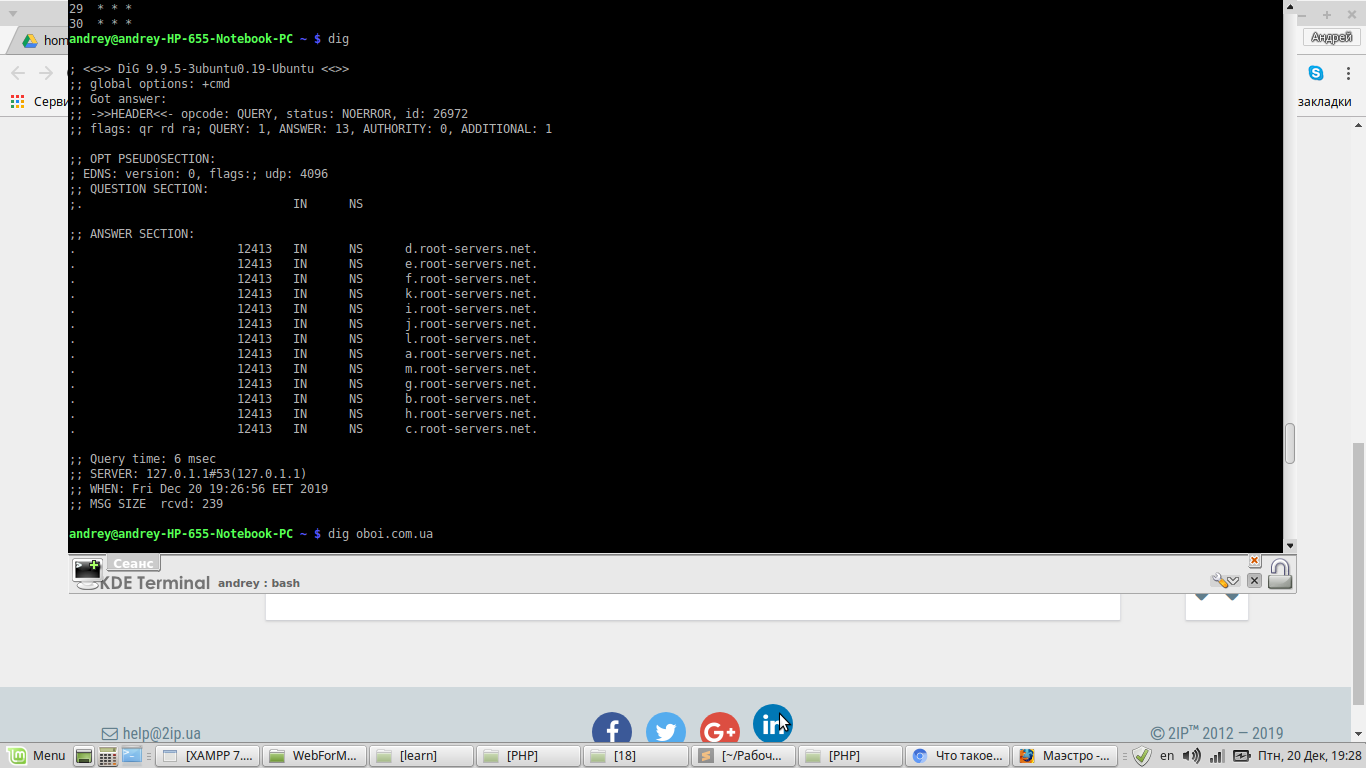 29  * * *
30  * * *
andrey@andrey-HP-655-Notebook-PC ~ $ dig
; <<>> DiG 9.9.5-3ubuntu0.19-Ubuntu <<>>
;; global options: +cmd
;; Got answer:
;; ->>HEADER<<- opcode: QUERY, status: NOERROR, id: 26972
;; flags: qr rd ra; QUERY: 1, ANSWER: 13, AUTHORITY: 0, ADDITIONAL: 1
;; OPT PSEUDOSECTION:
; EDNS: version: 0, flags:; udp: 4096
;; QUESTION SECTION:
;. IN NS
;; ANSWER SECTION:
. 12413 IN NS d.root-servers.net.
. 12413 IN NS e.root-servers.net.
. 12413 IN NS f.root-servers.net.
. 12413 IN NS k.root-servers.net.
. 12413 IN NS i.root-servers.net.
. 12413 IN NS j.root-servers.net.
. 12413 IN NS l.root-servers.net.
. 12413 IN NS a.root-servers.net.
. 12413 IN NS m.root-servers.net.
. 12413 IN NS g.root-servers.net.
. 12413 IN NS b.root-servers.net.
. 12413 IN NS h.root-servers.net.
. 12413 IN NS c.root-servers.net.
;; Query time: 6 msec
;; SERVER: 127.0.1.1#53(127.0.1.1)
;; WHEN: Fri Dec 20 19:26:56 EET 2019
;; MSG SIZE  rcvd: 239
andrey@andrey-HP-655-Notebook-PC ~ $ dig oboi.com.ua
hom
Андрей
Серви
закладки
Сеанс
KDE Terminal andrey : bash
help@2ip.ua
G+
in
© 2IP™ 2012 — 2019
Menu
[XAMPP 7....
WebForM...
[learn]
[PHP]
[18]
[~/Рабоч...
[PHP]
Что такое...
Маэстро -...
en
Птн, 20 Дек, 19:28